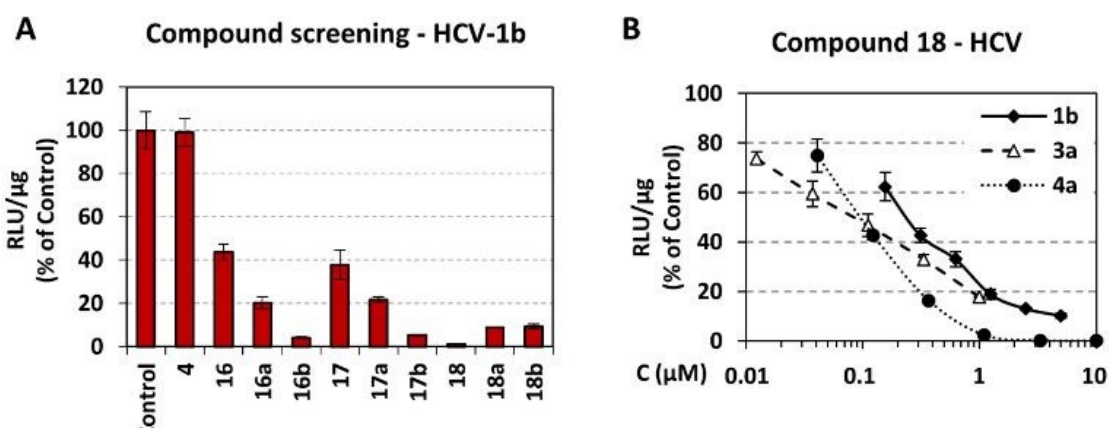 A
Compound screening - HCV-1b
RLU/µg
(% of Control)
120
100
80
60
40
20
0
ontrol
4
16
16a
16b
17
17a
17b
18
18a
18b
B
Compound 18 - HCV
RLU/µg
(% of Control)
100
80
60
40
20
0
1b
3a
4a
C (µM)
0.01
0.1
1
10